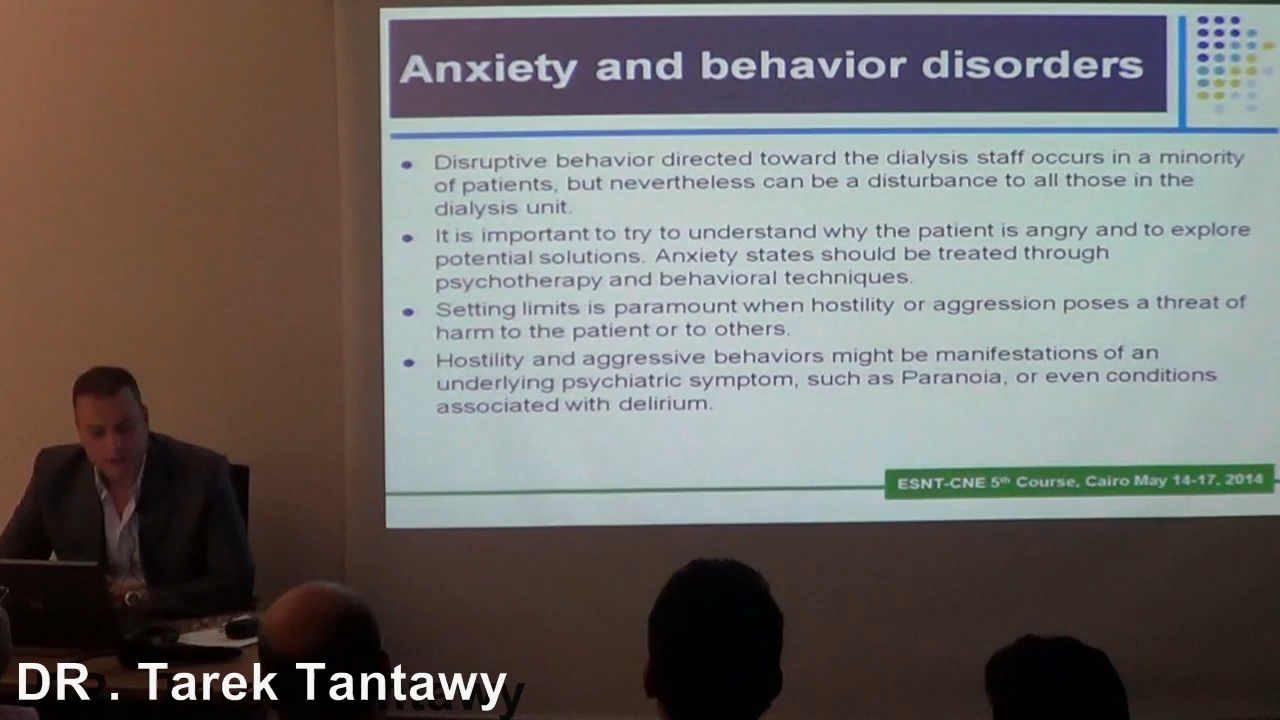 Anxiety and behavior disorders
Disruptive behavior directed toward the dialysis staff occurs in a minority
of patients, but nevertheless can be a disturbance to all those in the
dialysis unit.
It is important to try to understand why the patient is angry and to explore
potential solutions. Anxiety states should be treated through
psychotherapy and behavioral techniques.
Setting limits is paramount when hostility or aggression poses a threat of
harm to the patient or to others.
Hostility and aggressive behaviors might be manifestations of an
underlying psychiatric symptom, such as Paranoia, or even conditions
associated with delirium.
ESNT-CNE 5th Course, Cairo May 14-17, 2014
DR . Tarek Tantawy